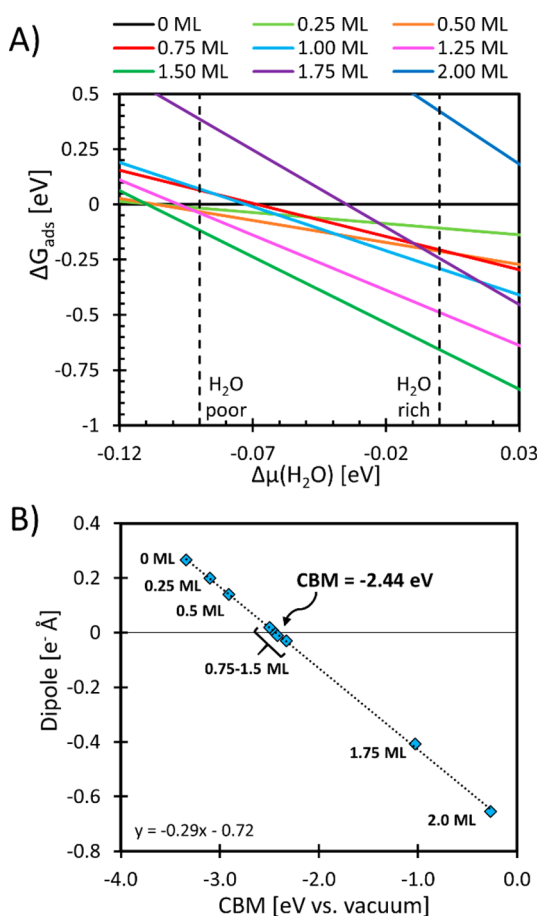 A)
0 ML 0.25 ML 0.50 ML
0.75 ML 1.00 ML 1.25 ML
1.50 ML 1.75 ML 2.00 ML
0.5
0.25
0
-0.25
-0.5
-0.75
-1
ΔG_ads [eV]
H₂O
poor
H₂O
rich
-0.12 -0.07 -0.02 0.03
Δμ(H₂O) [eV]
B)
0.4
0.2
0
-0.2
-0.4
-0.6
-0.8
Dipole [e⁻ Å]
0 ML
0.25 ML
0.5 ML
CBM = -2.44 eV
0.75-1.5 ML
1.75 ML
2.0 ML
y = -0.29x - 0.72
-4.0 -3.0 -2.0 -1.0 0.0
CBM [eV vs. vacuum]